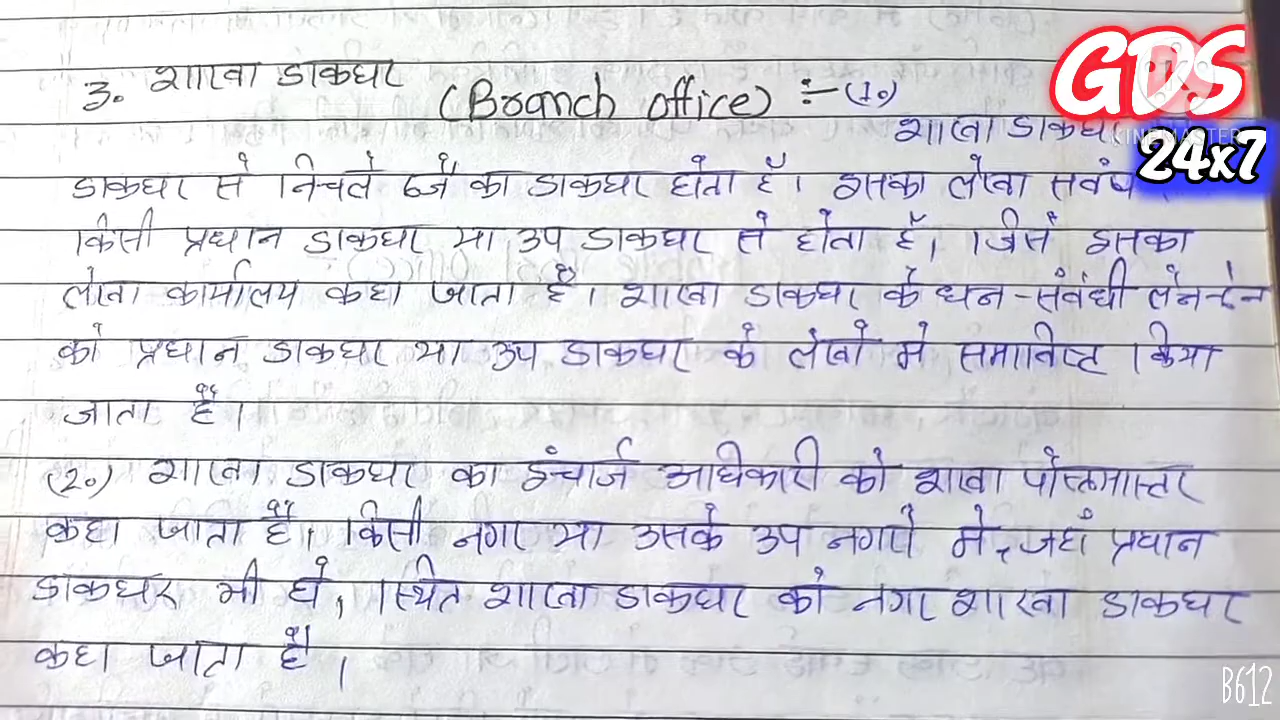 3. शाखा डाकघर
(Branch office) ÷ (1.)
शाखा डाकघर
डाकघर से निचले दर्जे का डाकघर होता है। इसका लेखा
किसी प्रधान डाकघर या उप डाकघर से होता है, जिसे इसका
लेखा कार्यालय कहा जाता है। शाखा डाकघर के धन-संबंधी लेन-देन
को प्रधान डाकघर या उप डाकघर के लेखो मे समाविष्ट किया
जाता है।
(2.) शाखा डाकघर का इंचार्ज अधिकारी को शाखा पोस्टमास्टर
कहा जाता है। किसी नगर या उसके उप नगरो मे, जहाँ प्रधान
डाकघर भी हो, स्थित शाखा डाकघर को नगर शाखा डाकघर
कहा जाता है।
GDS
KINEMASTER
24x7
B612